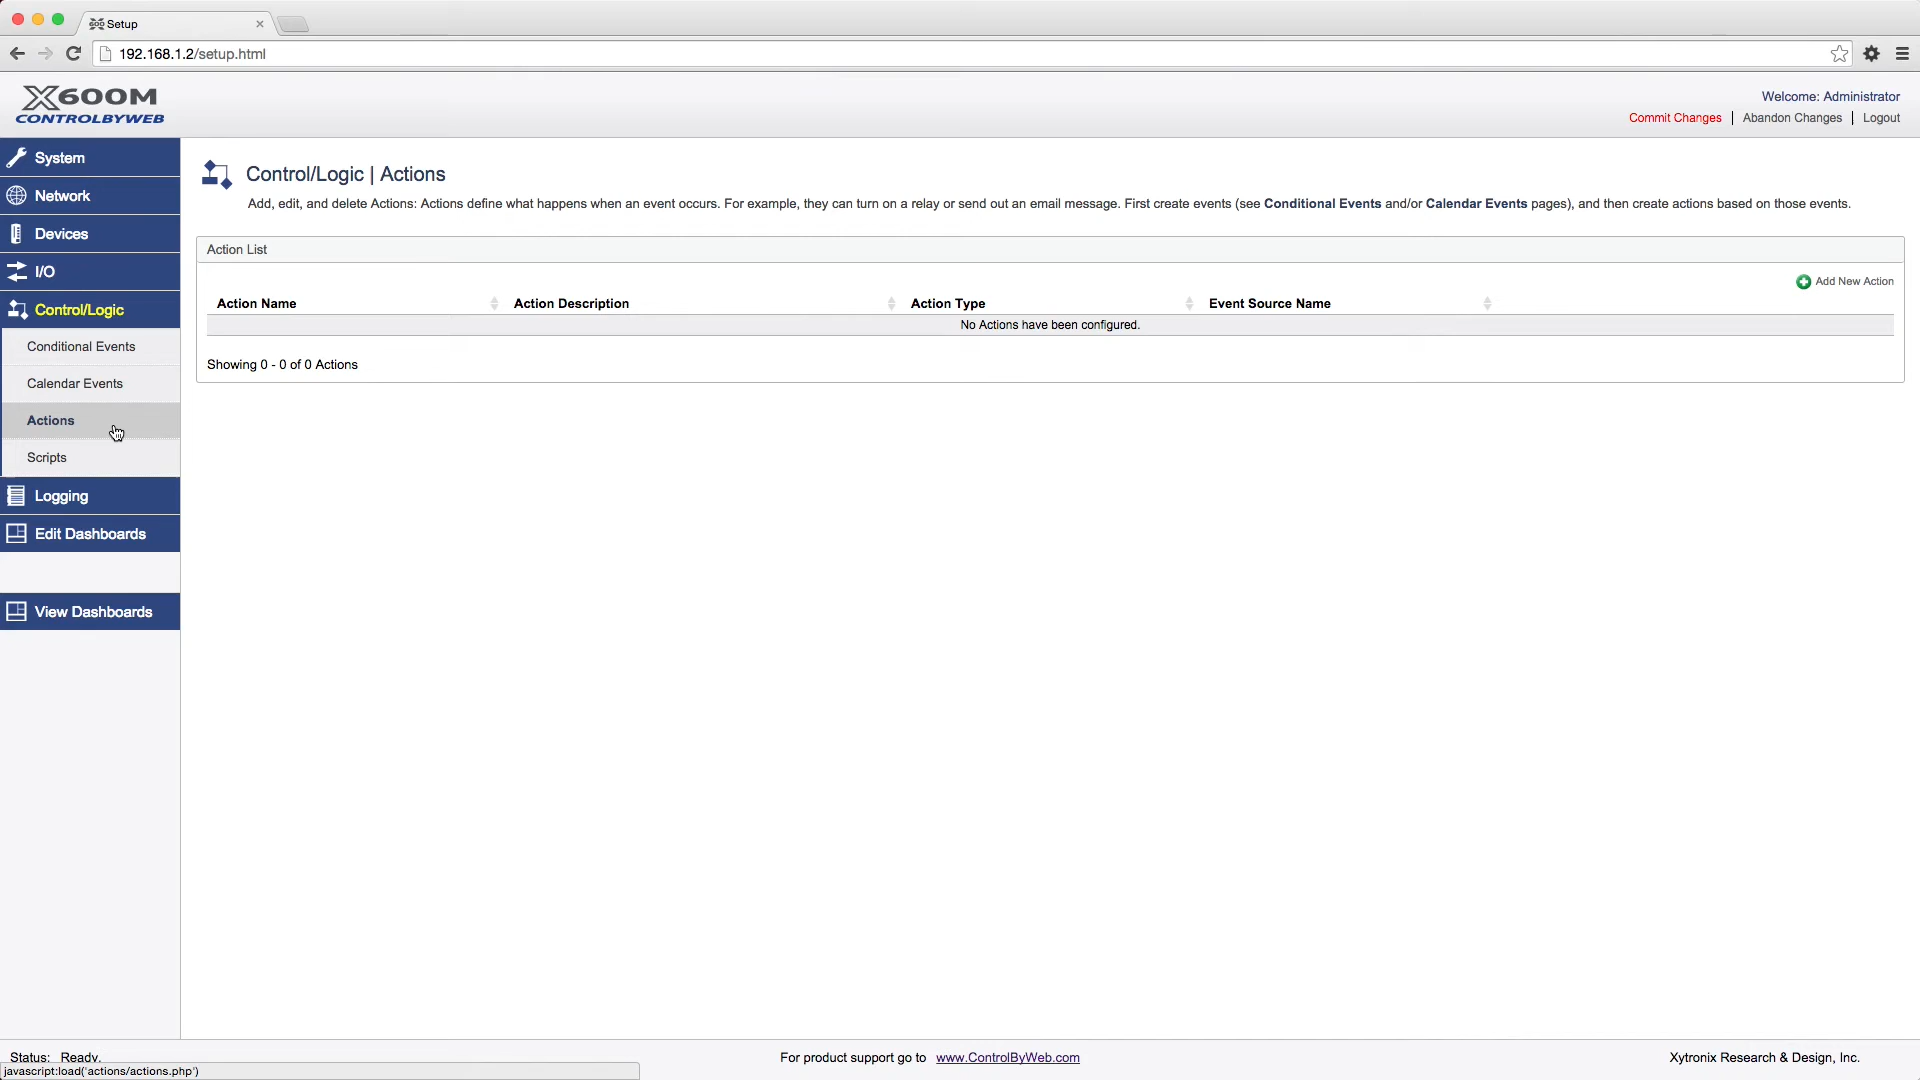 Setup
192.168.1.2/setup.html
X600M
CONTROLBYWEB
Welcome: Administrator
Commit Changes | Abandon Changes | Logout
System
Network
Devices
I/O
Control/Logic
Conditional Events
Calendar Events
Actions
Scripts
Logging
Edit Dashboards
View Dashboards
Control/Logic | Actions
Add, edit, and delete Actions: Actions define what happens when an event occurs. For example, they can turn on a relay or send out an email message. First create events (see Conditional Events and/or Calendar Events pages), and then create actions based on those events.
Action List
Add New Action
Action Name Action Description Action Type Event Source Name
No Actions have been configured.
Showing 0 - 0 of 0 Actions
Status: Ready.
For product support go to www.ControlByWeb.com
Xytronix Research & Design, Inc.
javascript:load('actions/actions.php')